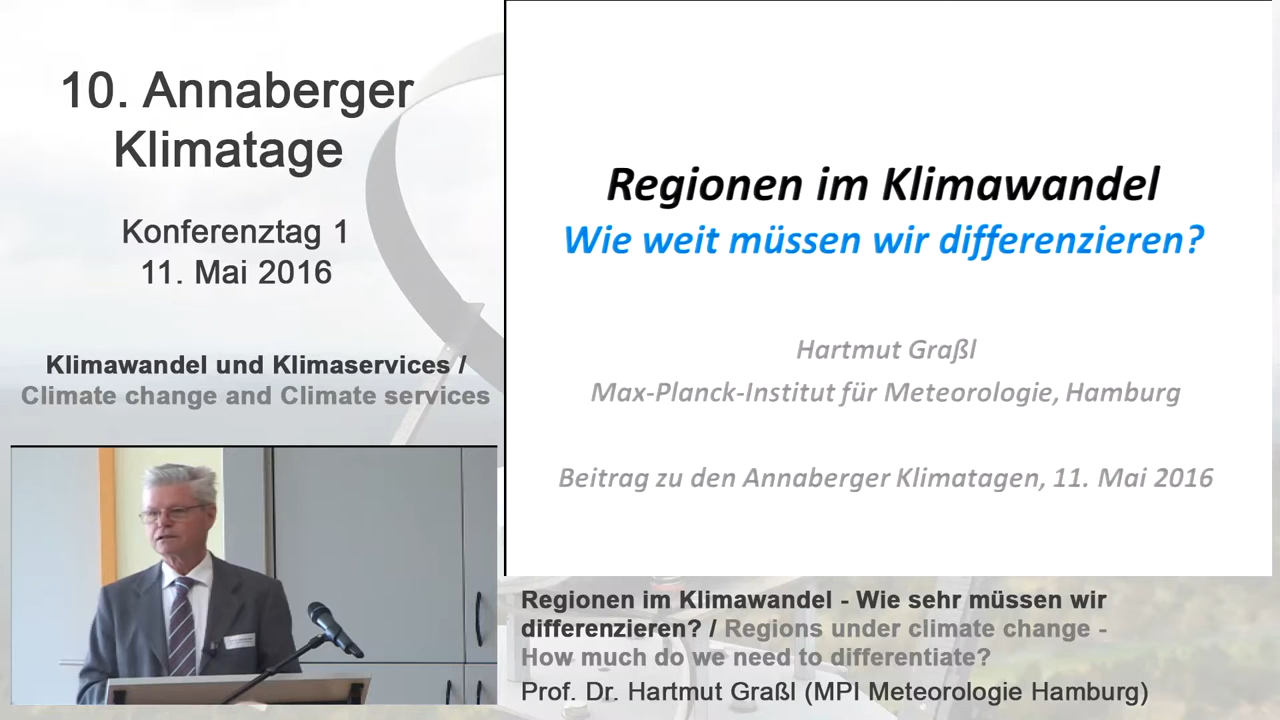 10. Annaberger
Klimatage
Konferenztag 1
11. Mai 2016
Klimawandel und Klimaservices /
Climate change and Climate services
Regionen im Klimawandel
Wie weit müssen wir differenzieren?
Hartmut Graßl
Max-Planck-Institut für Meteorologie, Hamburg
Beitrag zu den Annaberger Klimatagen, 11. Mai 2016
Regionen im Klimawandel - Wie sehr müssen wir
differenzieren? / Regions under climate change -
How much do we need to differentiate?
Prof. Dr. Hartmut Graßl (MPI Meteorologie Hamburg)